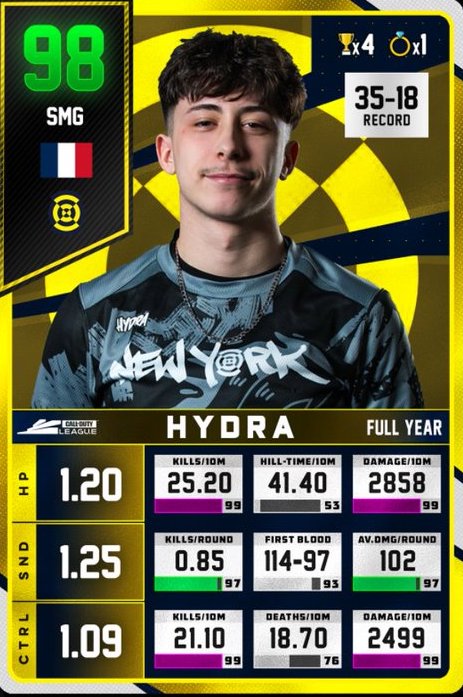 98
SMG
x4
x1
35-18
RECORD
HYDRA
NEW YORK
CALL OF DUTY
LEAGUE
HYDRA
FULL YEAR
HP
1.20
KILLS/10M
25.20
99
HILL-TIME/10M
41.40
53
DAMAGE/10M
2858
99
SND
1.25
KILLS/ROUND
0.85
97
FIRST BLOOD
114-97
93
AV.DMG/ROUND
102
97
CTRL
1.09
KILLS/10M
21.10
99
DEATHS/10M
18.70
76
DAMAGE/10M
2499
99